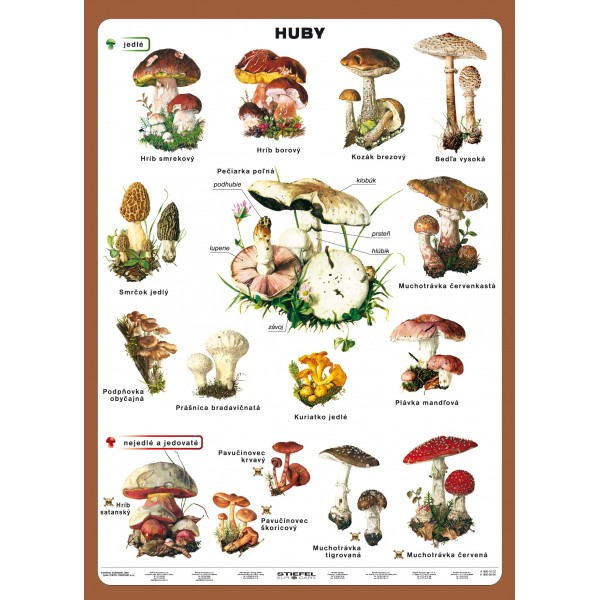 HUBY
jedlé
Hríb smrekový
Hríb borový
Kozák brezový
Bedľa vysoká
Pečiarka poľná
podhubie
klobúk
prsteň
lupene
hlúbik
závoj
Smrčok jedlý
Muchotrávka červenkastá
Podpňovka
obyčajná
Prášnica bradavičnatá
Kuriatko jedlé
Plávka mandľová
nejedlé a jedovaté
Hríb
satanský
Pavučinovec
krvavý
Pavučinovec
škoricový
Muchotrávka
tigrovaná
Muchotrávka červená
STIEFEL
EUROCART